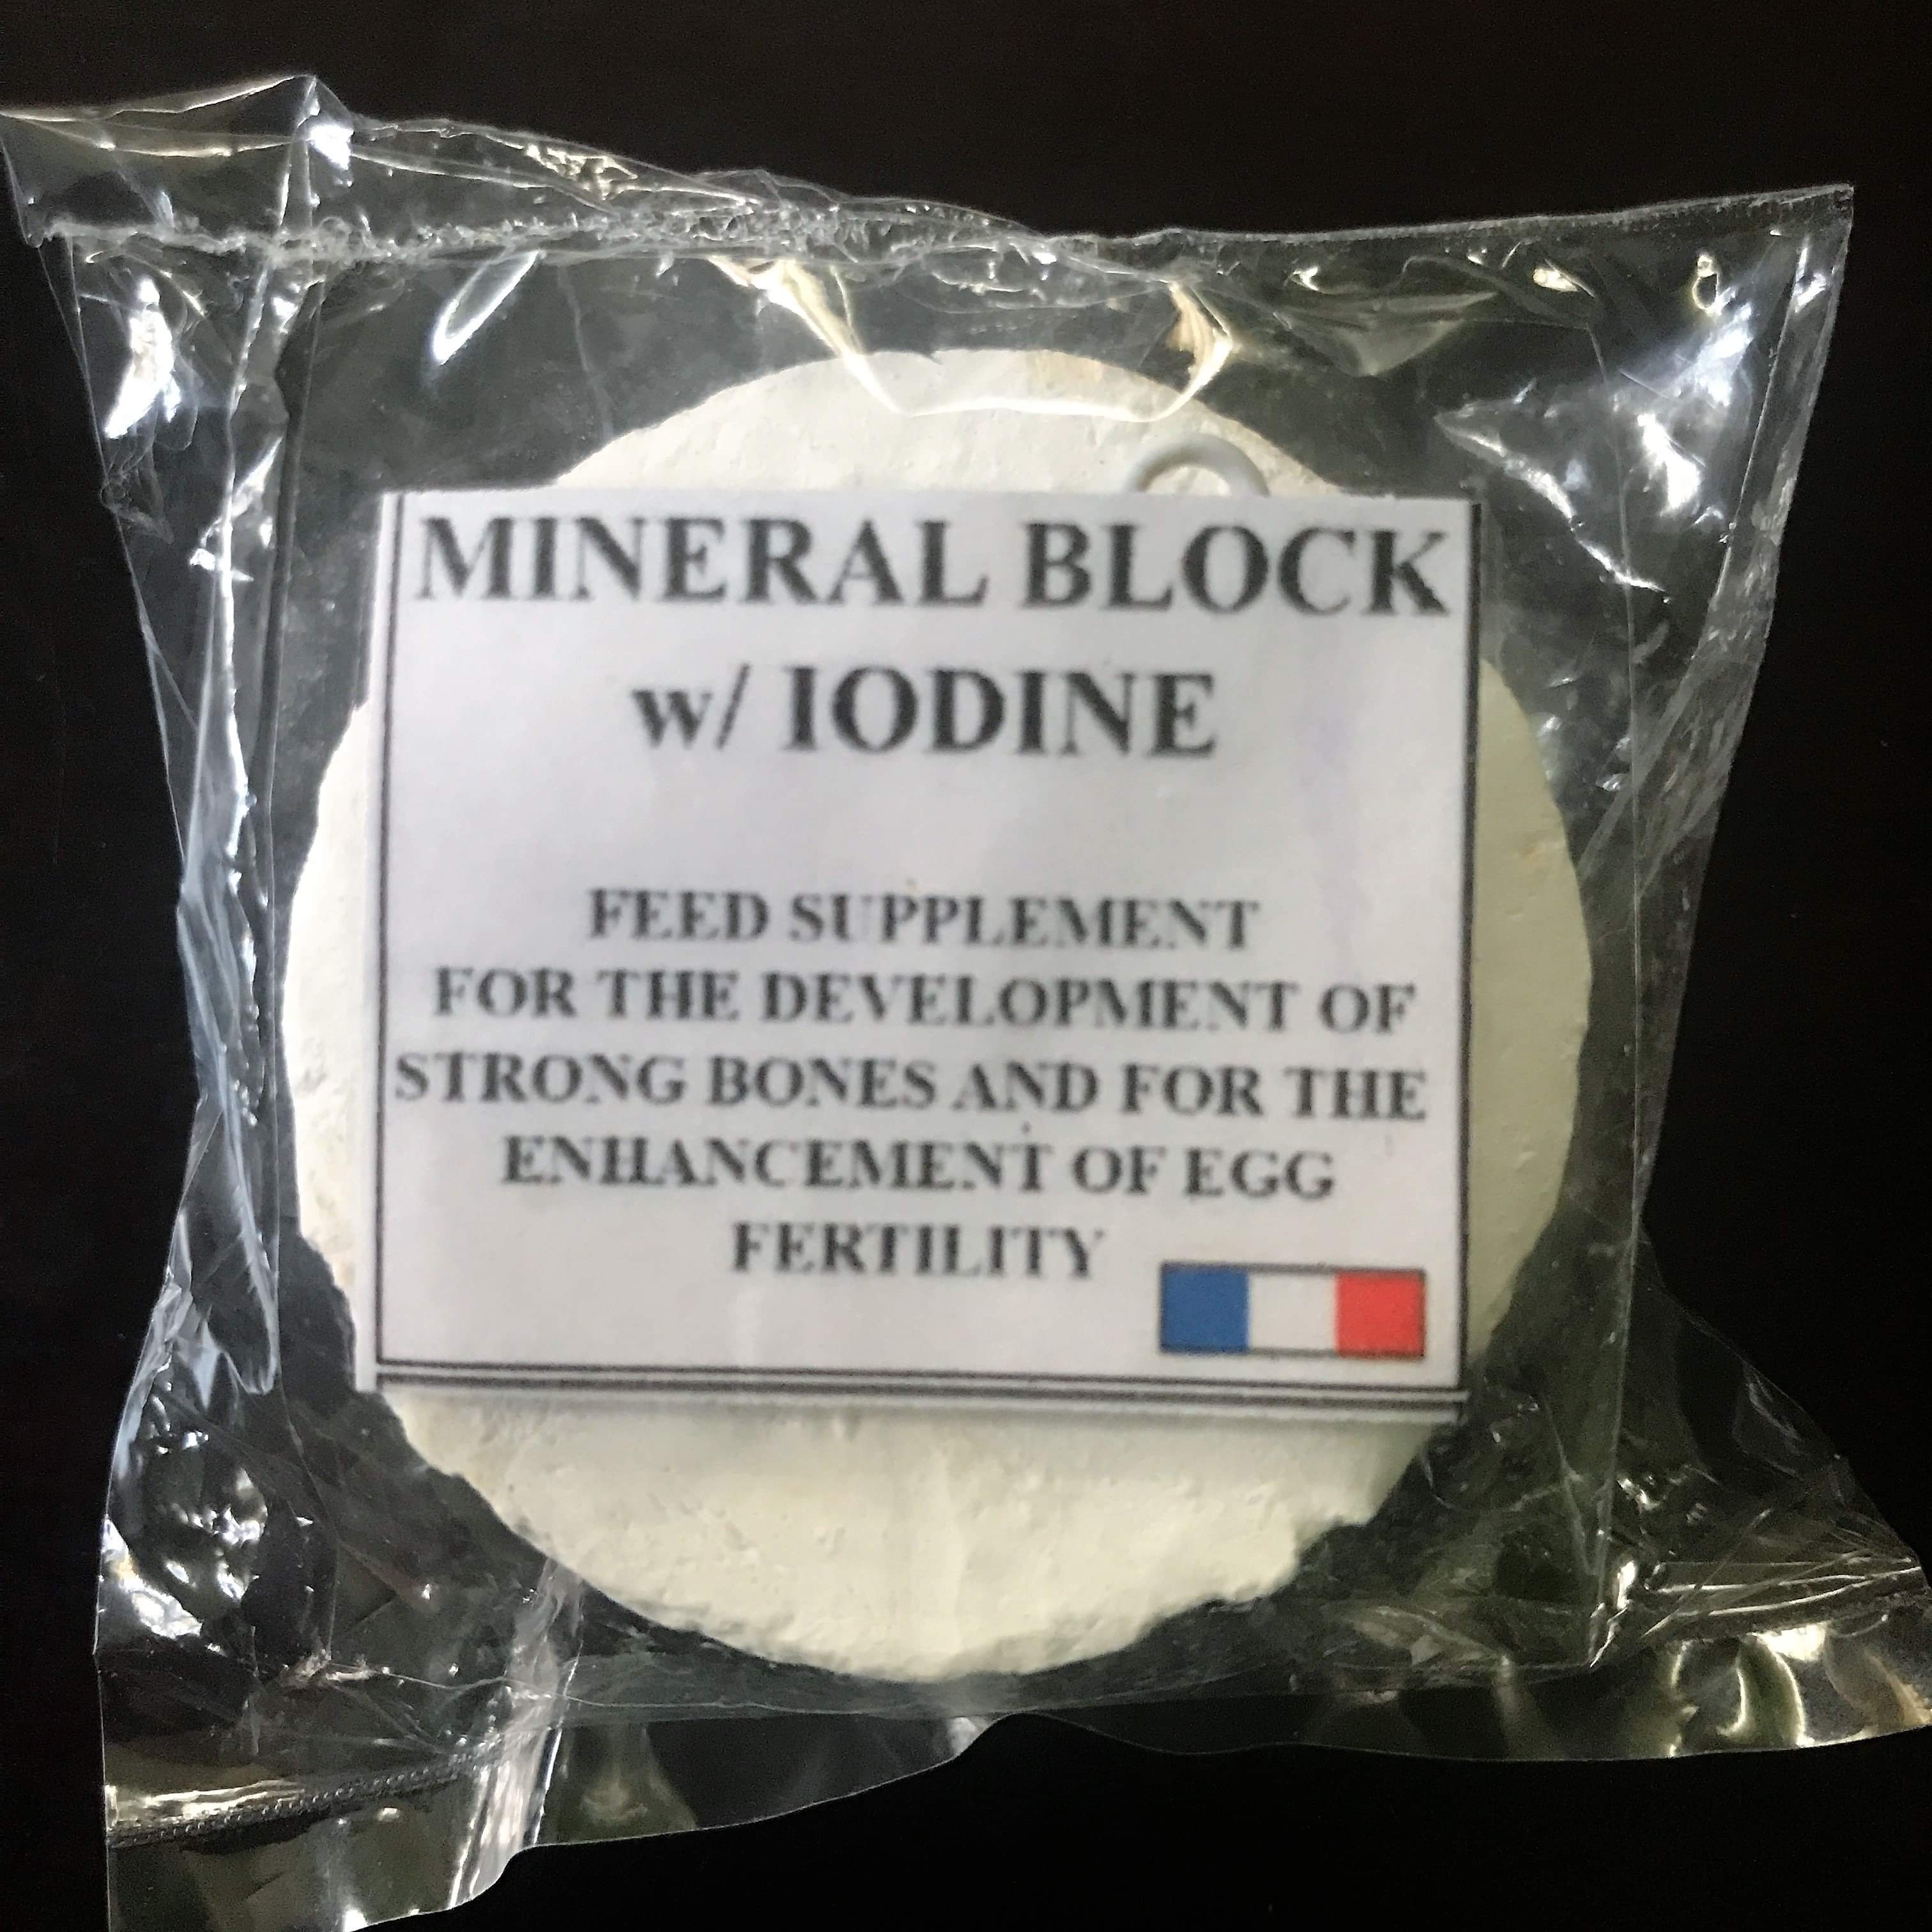 MINERAL BLOCK
w/ IODINE
FEED SUPPLEMENT
FOR THE DEVELOPMENT OF
STRONG BONES AND FOR THE
ENHANCEMENT OF EGG
FERTILITY